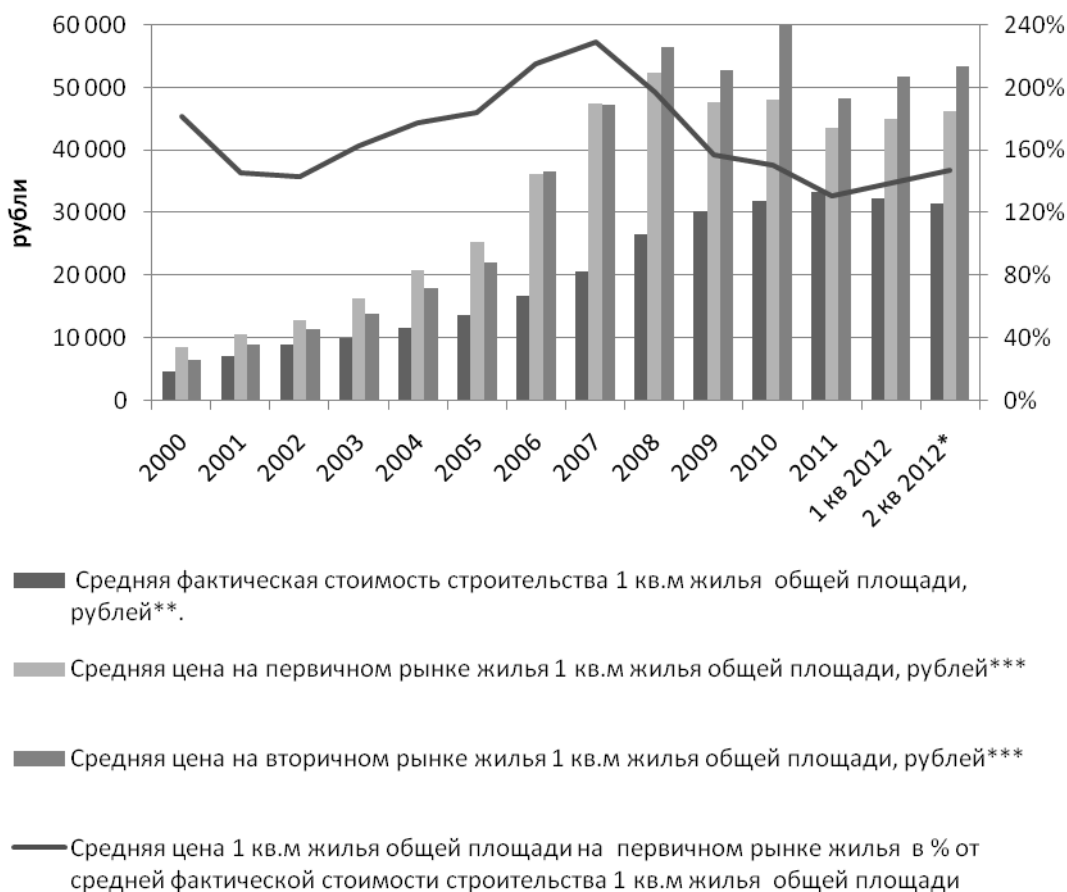 60 000
50 000
40 000
30 000
20 000
10 000
0
рубли
240%
200%
160%
120%
80%
40%
0%
2000
2001
2002
2003
2004
2005
2006
2007
2008
2009
2010
2011
1 кв 2012
2 кв 2012*
Средняя фактическая стоимость строительства 1 кв.м жилья общей площади,
рублей**.
Средняя цена на первичном рынке жилья 1 кв.м жилья общей площади, рублей***
Средняя цена на вторичном рынке жилья 1 кв.м жилья общей площади, рублей***
Средняя цена 1 кв.м жилья общей площади на первичном рынке жилья в % от
средней фактической стоимости строительства 1 кв.м жилья общей площади